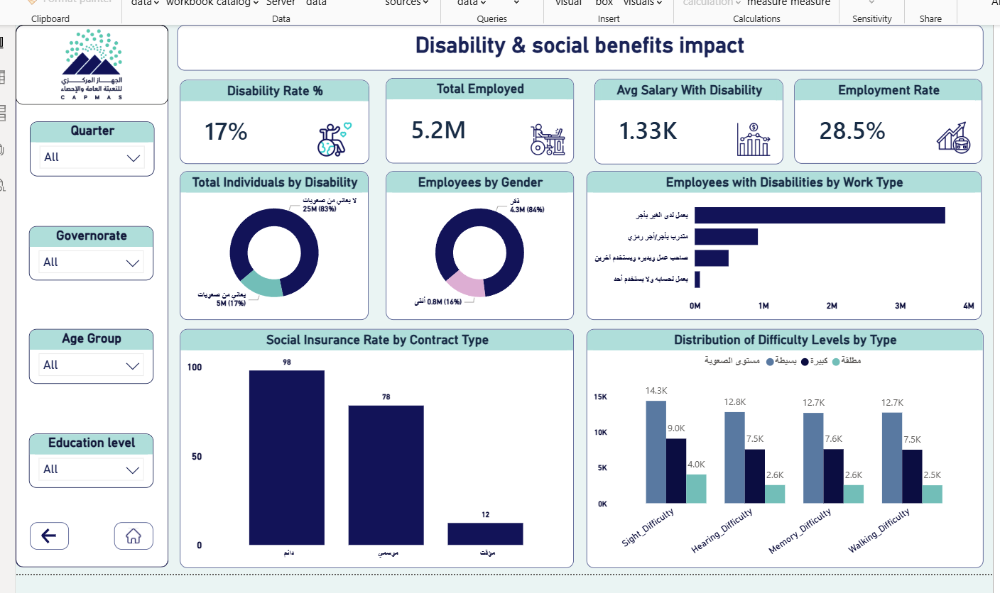 Format painter
data
workbook
catalog
Server
data
sources
data
visual
box
visuals
calculation
measure
measure
Clipboard
Data
Queries
Insert
Calculations
Sensitivity
Share
الجهاز المركزي
للتعبئة العامة والإحصاء
CAPMAS
Disability & social benefits impact
Quarter
All
Governorate
All
Age Group
All
Education level
All
Disability Rate %
17%
Total Employed
5.2M
Avg Salary With Disability
1.33K
Employment Rate
28.5%
Total Individuals by Disability
لا يعاني من صعوبات
25M (83%)
يعاني من صعوبات
5M (17%)
Employees by Gender
ذكر
4.3M (84%)
أنثى 0.8M (16%)
Employees with Disabilities by Work Type
يعمل لدى الغير بأجر
متدرب بأجر/أجر رمزي
صاحب عمل ويديره ويستخدم آخرين
يعمل لحسابه ولا يستخدم أحد
0M 1M 2M 3M 4M
Social Insurance Rate by Contract Type
100
50
0
98
78
12
دائم
موسمي
مؤقت
Distribution of Difficulty Levels by Type
مستوى الصعوبة بسيطة كبيرة مطلقة
15K
10K
5K
0K
14.3K
9.0K
4.0K
12.8K
7.5K
2.6K
12.7K
7.6K
2.6K
12.7K
7.5K
2.5K
Sight_Difficulty
Hearing_Difficulty
Memory_Difficulty
Walking_Difficulty